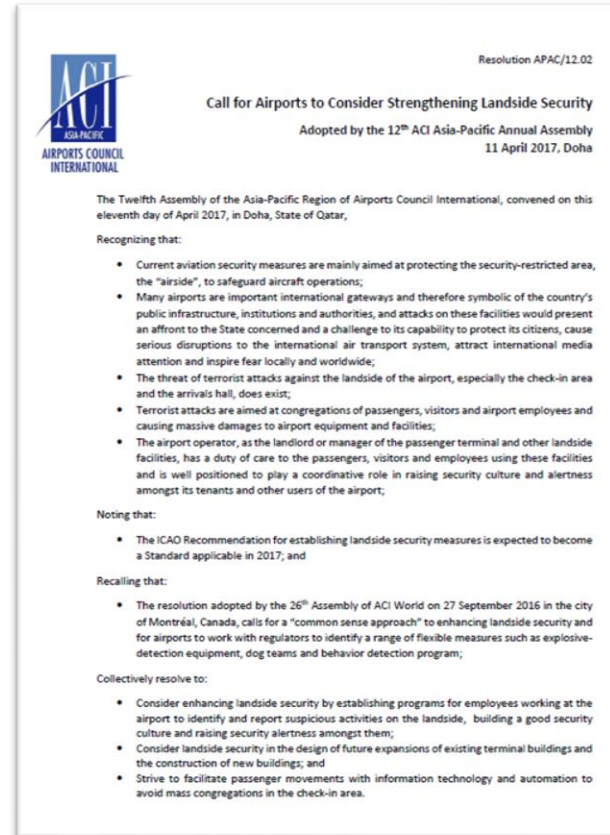 Resolution APAC/12.02
ACI
ASIA-PACIFIC
AIRPORTS COUNCIL
INTERNATIONAL
Call for Airports to Consider Strengthening Landside Security
Adopted by the 12th ACI Asia-Pacific Annual Assembly
11 April 2017, Doha
The Twelfth Assembly of the Asia-Pacific Region of Airports Council International, convened on this
eleventh day of April 2017, in Doha, State of Qatar,
Recognizing that:
• Current aviation security measures are mainly aimed at protecting the security-restricted area,
the “airside”, to safeguard aircraft operations;
• Many airports are important international gateways and therefore symbolic of the country's
public infrastructure, institutions and authorities, and attacks on these facilities would present
an affront to the State concerned and a challenge to its capability to protect its citizens, cause
serious disruptions to the international air transport system, attract international media
attention and inspire fear locally and worldwide;
• The threat of terrorist attacks against the landside of the airport, especially the check-in area
and the arrivals hall, does exist;
• Terrorist attacks are aimed at congregations of passengers, visitors and airport employees and
causing massive damages to airport equipment and facilities;
• The airport operator, as the landlord or manager of the passenger terminal and other landside
facilities, has a duty of care to the passengers, visitors and employees using these facilities
and is well positioned to play a coordinative role in raising security culture and alertness
amongst its tenants and other users of the airport;
Noting that:
• The ICAO Recommendation for establishing landside security measures is expected to become
a Standard applicable in 2017; and
Recalling that:
• The resolution adopted by the 26th Assembly of ACI World on 27 September 2016 in the city
of Montréal, Canada, calls for a “common sense approach” to enhancing landside security and
for airports to work with regulators to identify a range of flexible measures such as explosive-
detection equipment, dog teams and behavior detection program;
Collectively resolve to:
• Consider enhancing landside security by establishing programs for employees working at the
airport to identify and report suspicious activities on the landside, building a good security
culture and raising security alertness amongst them;
• Consider landside security in the design of future expansions of existing terminal buildings and
the construction of new buildings; and
• Strive to facilitate passenger movements with information technology and automation to
avoid mass congregations in the check-in area.